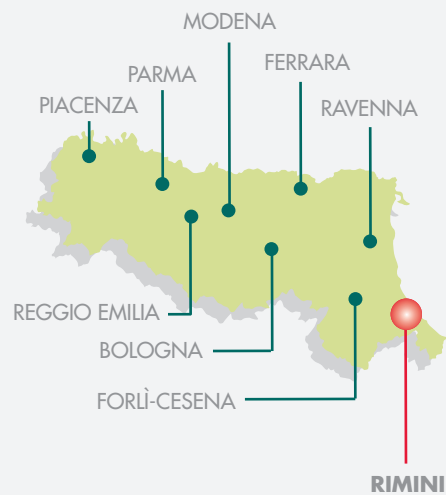 MODENA
PARMA
FERRARA
PIACENZA
RAVENNA
REGGIO EMILIA
BOLOGNA
FORLÌ-CESENA
RIMINI